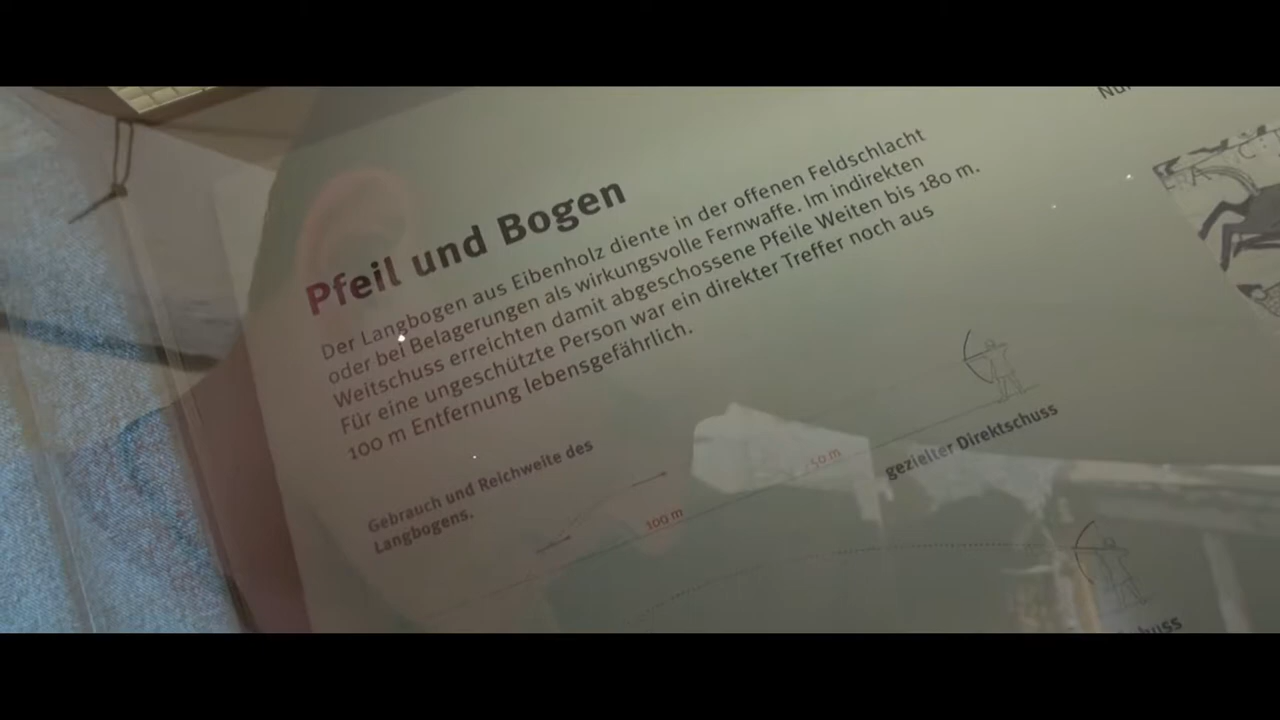 Pfeil und Bogen
Der Langbogen aus Eibenholz diente in der offenen Feldschlacht
oder bei Belagerungen als wirkungsvolle Fernwaffe. Im indirekten
Weitschuss erreichten damit abgeschossene Pfeile Weiten bis 180 m.
Für eine ungeschützte Person war ein direkter Treffer noch aus
100 m Entfernung lebensgefährlich.
Gebrauch und Reichweite des
Langbogens.
100 m
50 m
gezielter Direktschuss